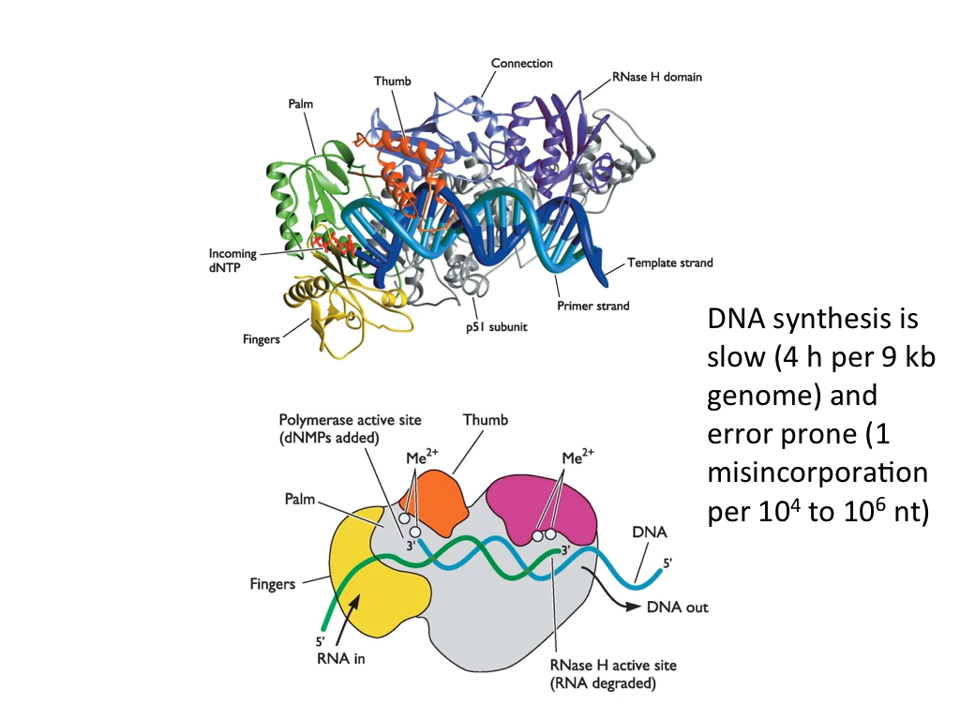 Connection
Thumb
RNase H domain
Palm
Incoming
dNTP
Template strand
Primer strand
p51 subunit
Fingers
DNA synthesis is
slow (4 h per 9 kb
genome) and
error prone (1
misincorporation
per 10⁴ to 10⁶ nt)
Polymerase active site
(dNMPs added)
Thumb
Me²⁺
Me²⁺
Palm
3'
3'
DNA
5'
Fingers
DNA out
5'
RNA in
RNase H active site
(RNA degraded)